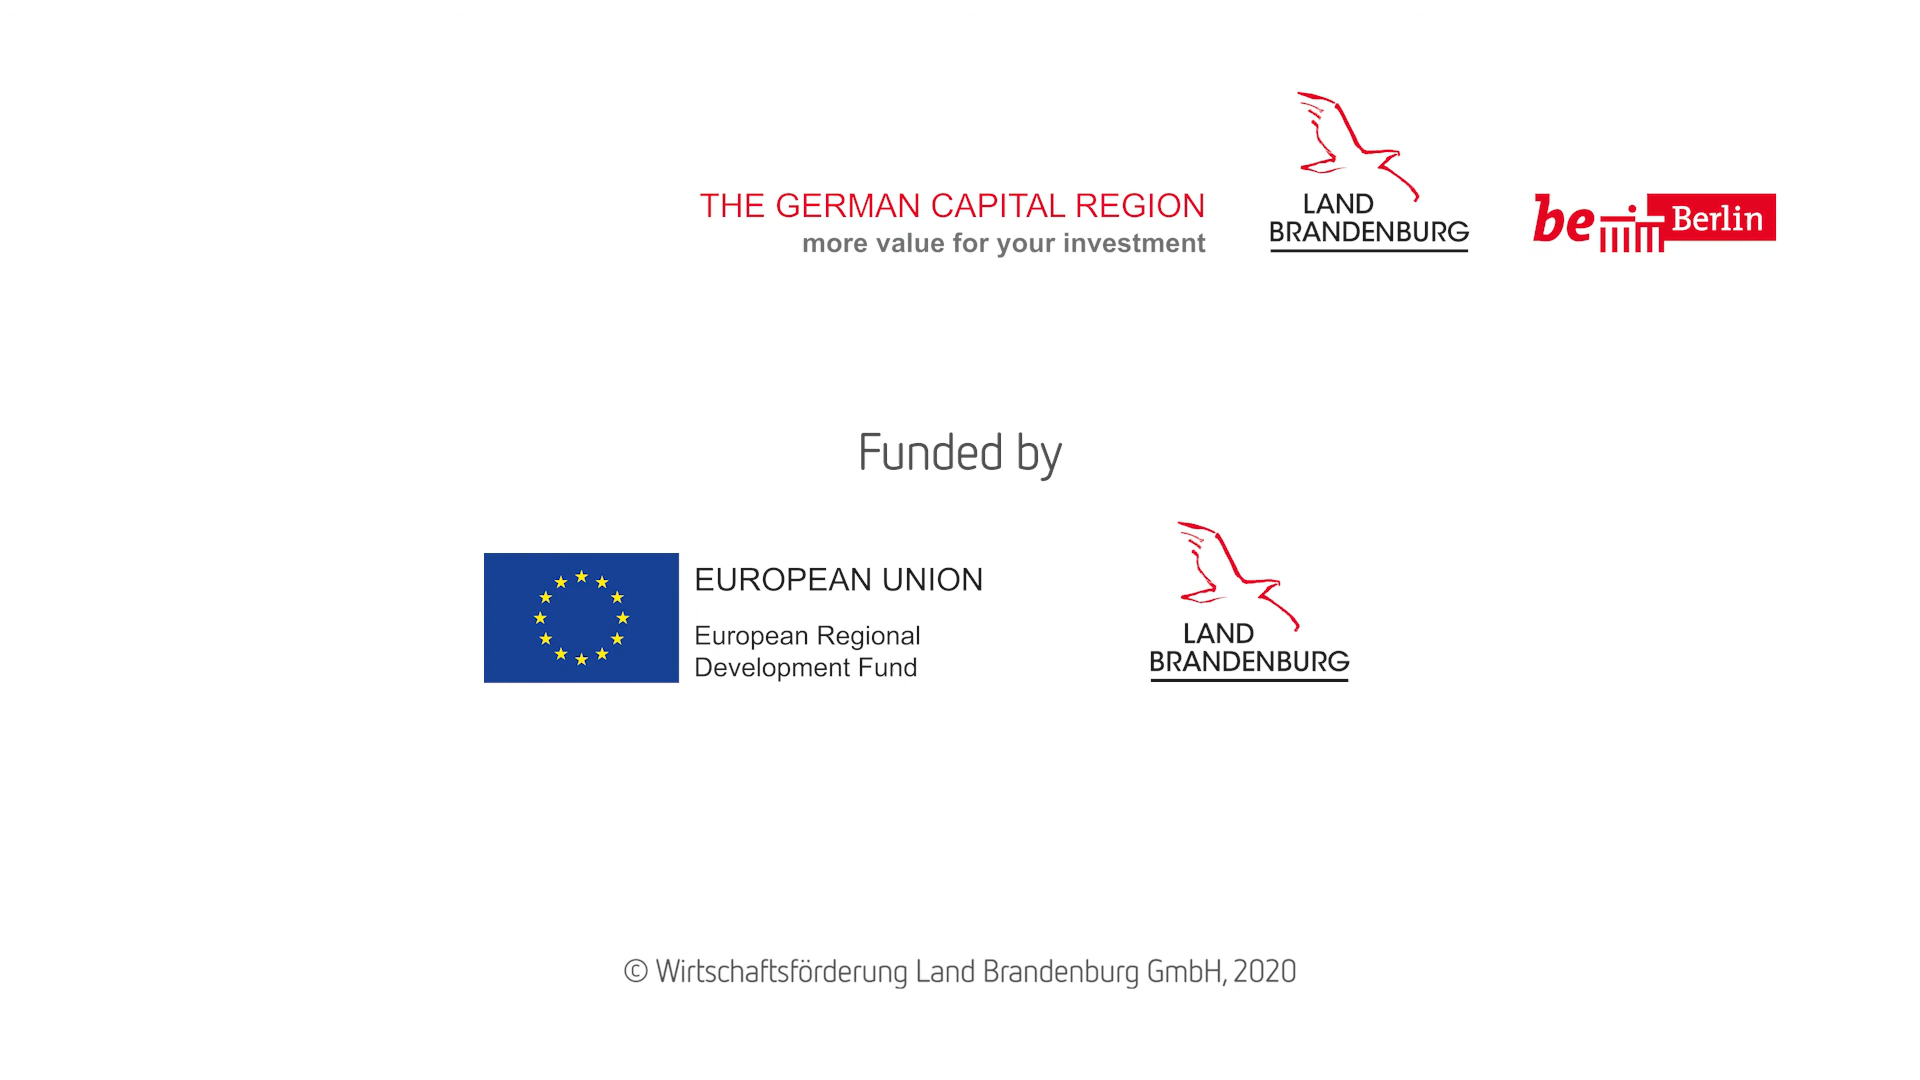 THE GERMAN CAPITAL REGION
more value for your investment
LAND
BRANDENBURG
be Berlin
Funded by
EUROPEAN UNION
European Regional
Development Fund
LAND
BRANDENBURG
© Wirtschaftsförderung Land Brandenburg GmbH, 2020